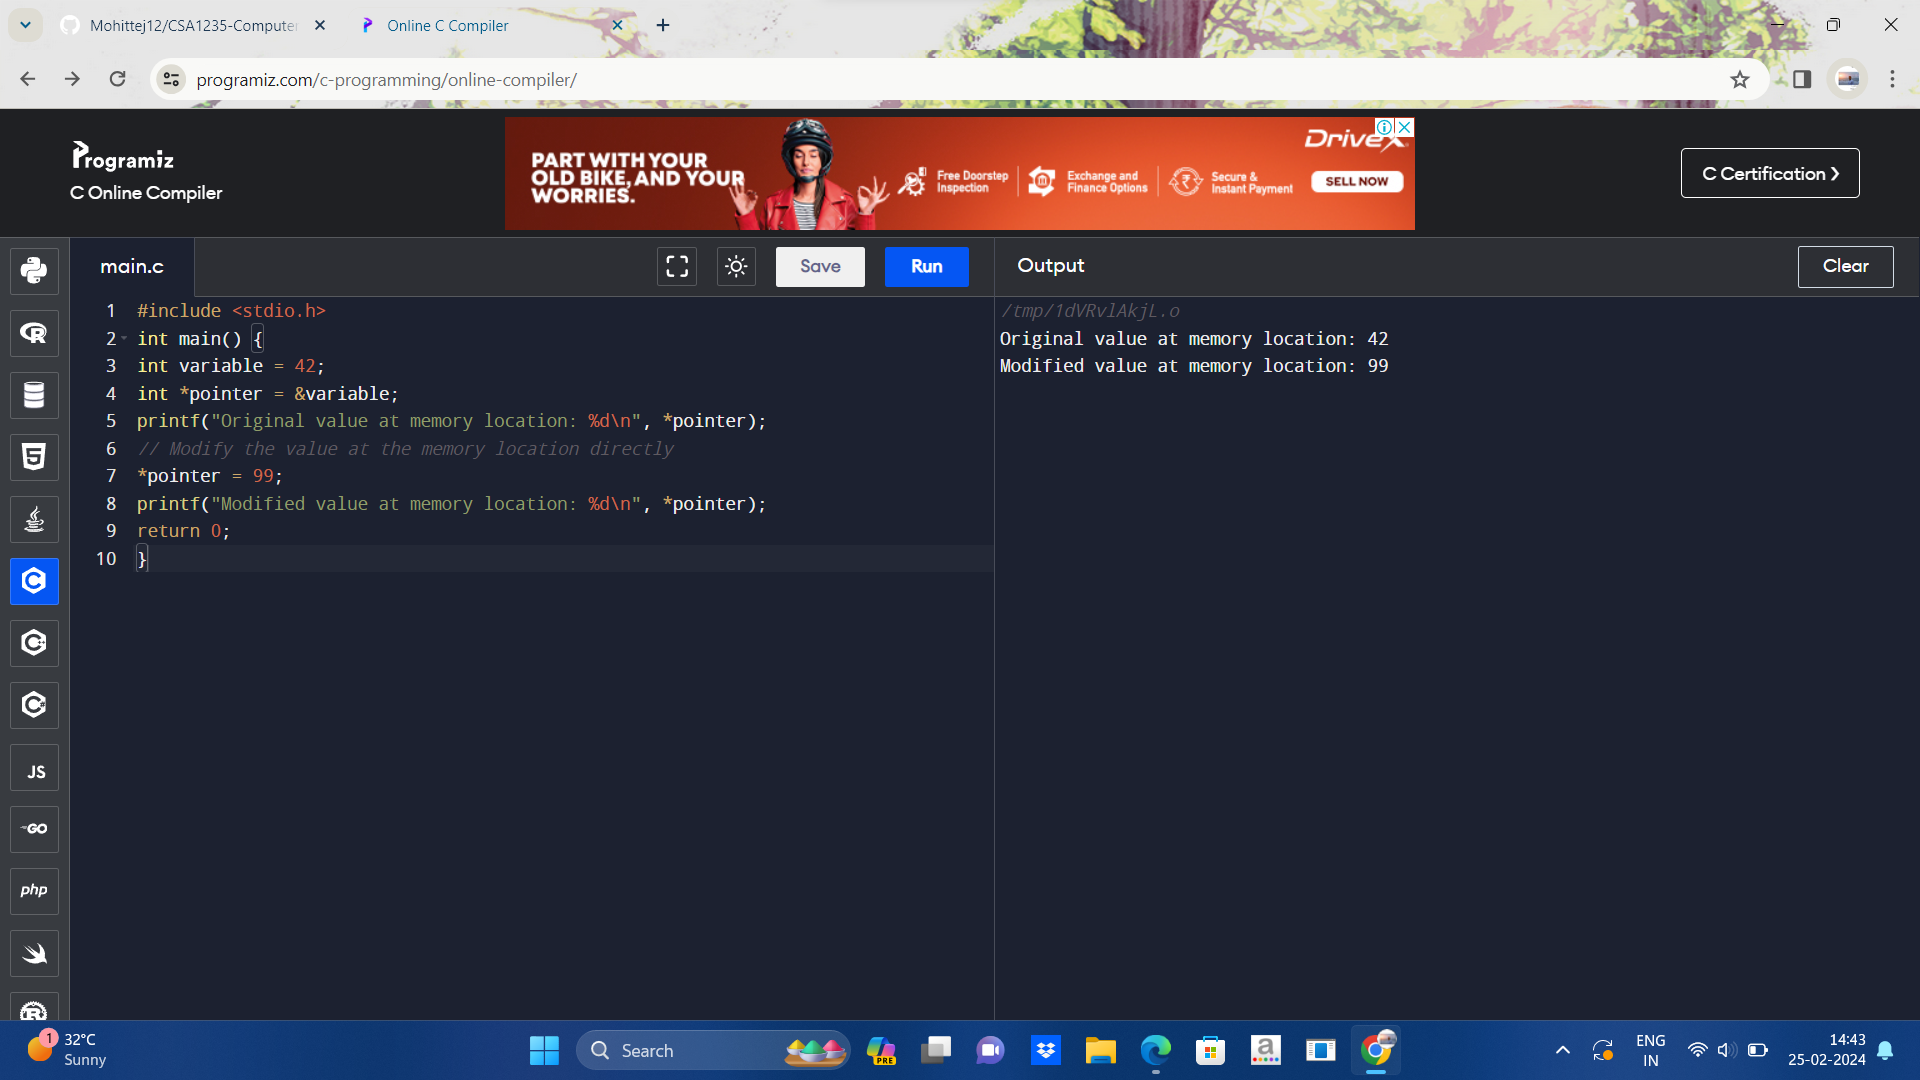 Mohittej12/CSA1235-Computer
Online C Compiler
programiz.com/c-programming/online-compiler/
Programiz
C Online Compiler
PART WITH YOUR
OLD BIKE, AND YOUR
WORRIES.
Free Doorstep
Inspection
Exchange and
Finance Options
Secure &
Instant Payment
DriveX
SELL NOW
C Certification ❯
main.c
Save
Run
Output
Clear
1 #include <stdio.h>
2 int main() {
3 int variable = 42;
4 int *pointer = &variable;
5 printf("Original value at memory location: %d\n", *pointer);
6 // Modify the value at the memory location directly
7 *pointer = 99;
8 printf("Modified value at memory location: %d\n", *pointer);
9 return 0;
10 }
/tmp/1dVRvlAkjL.o
Original value at memory location: 42
Modified value at memory location: 99
JS
GO
php
1
32°C
Sunny
Search
PRE
a
ENG
IN
14:43
25-02-2024